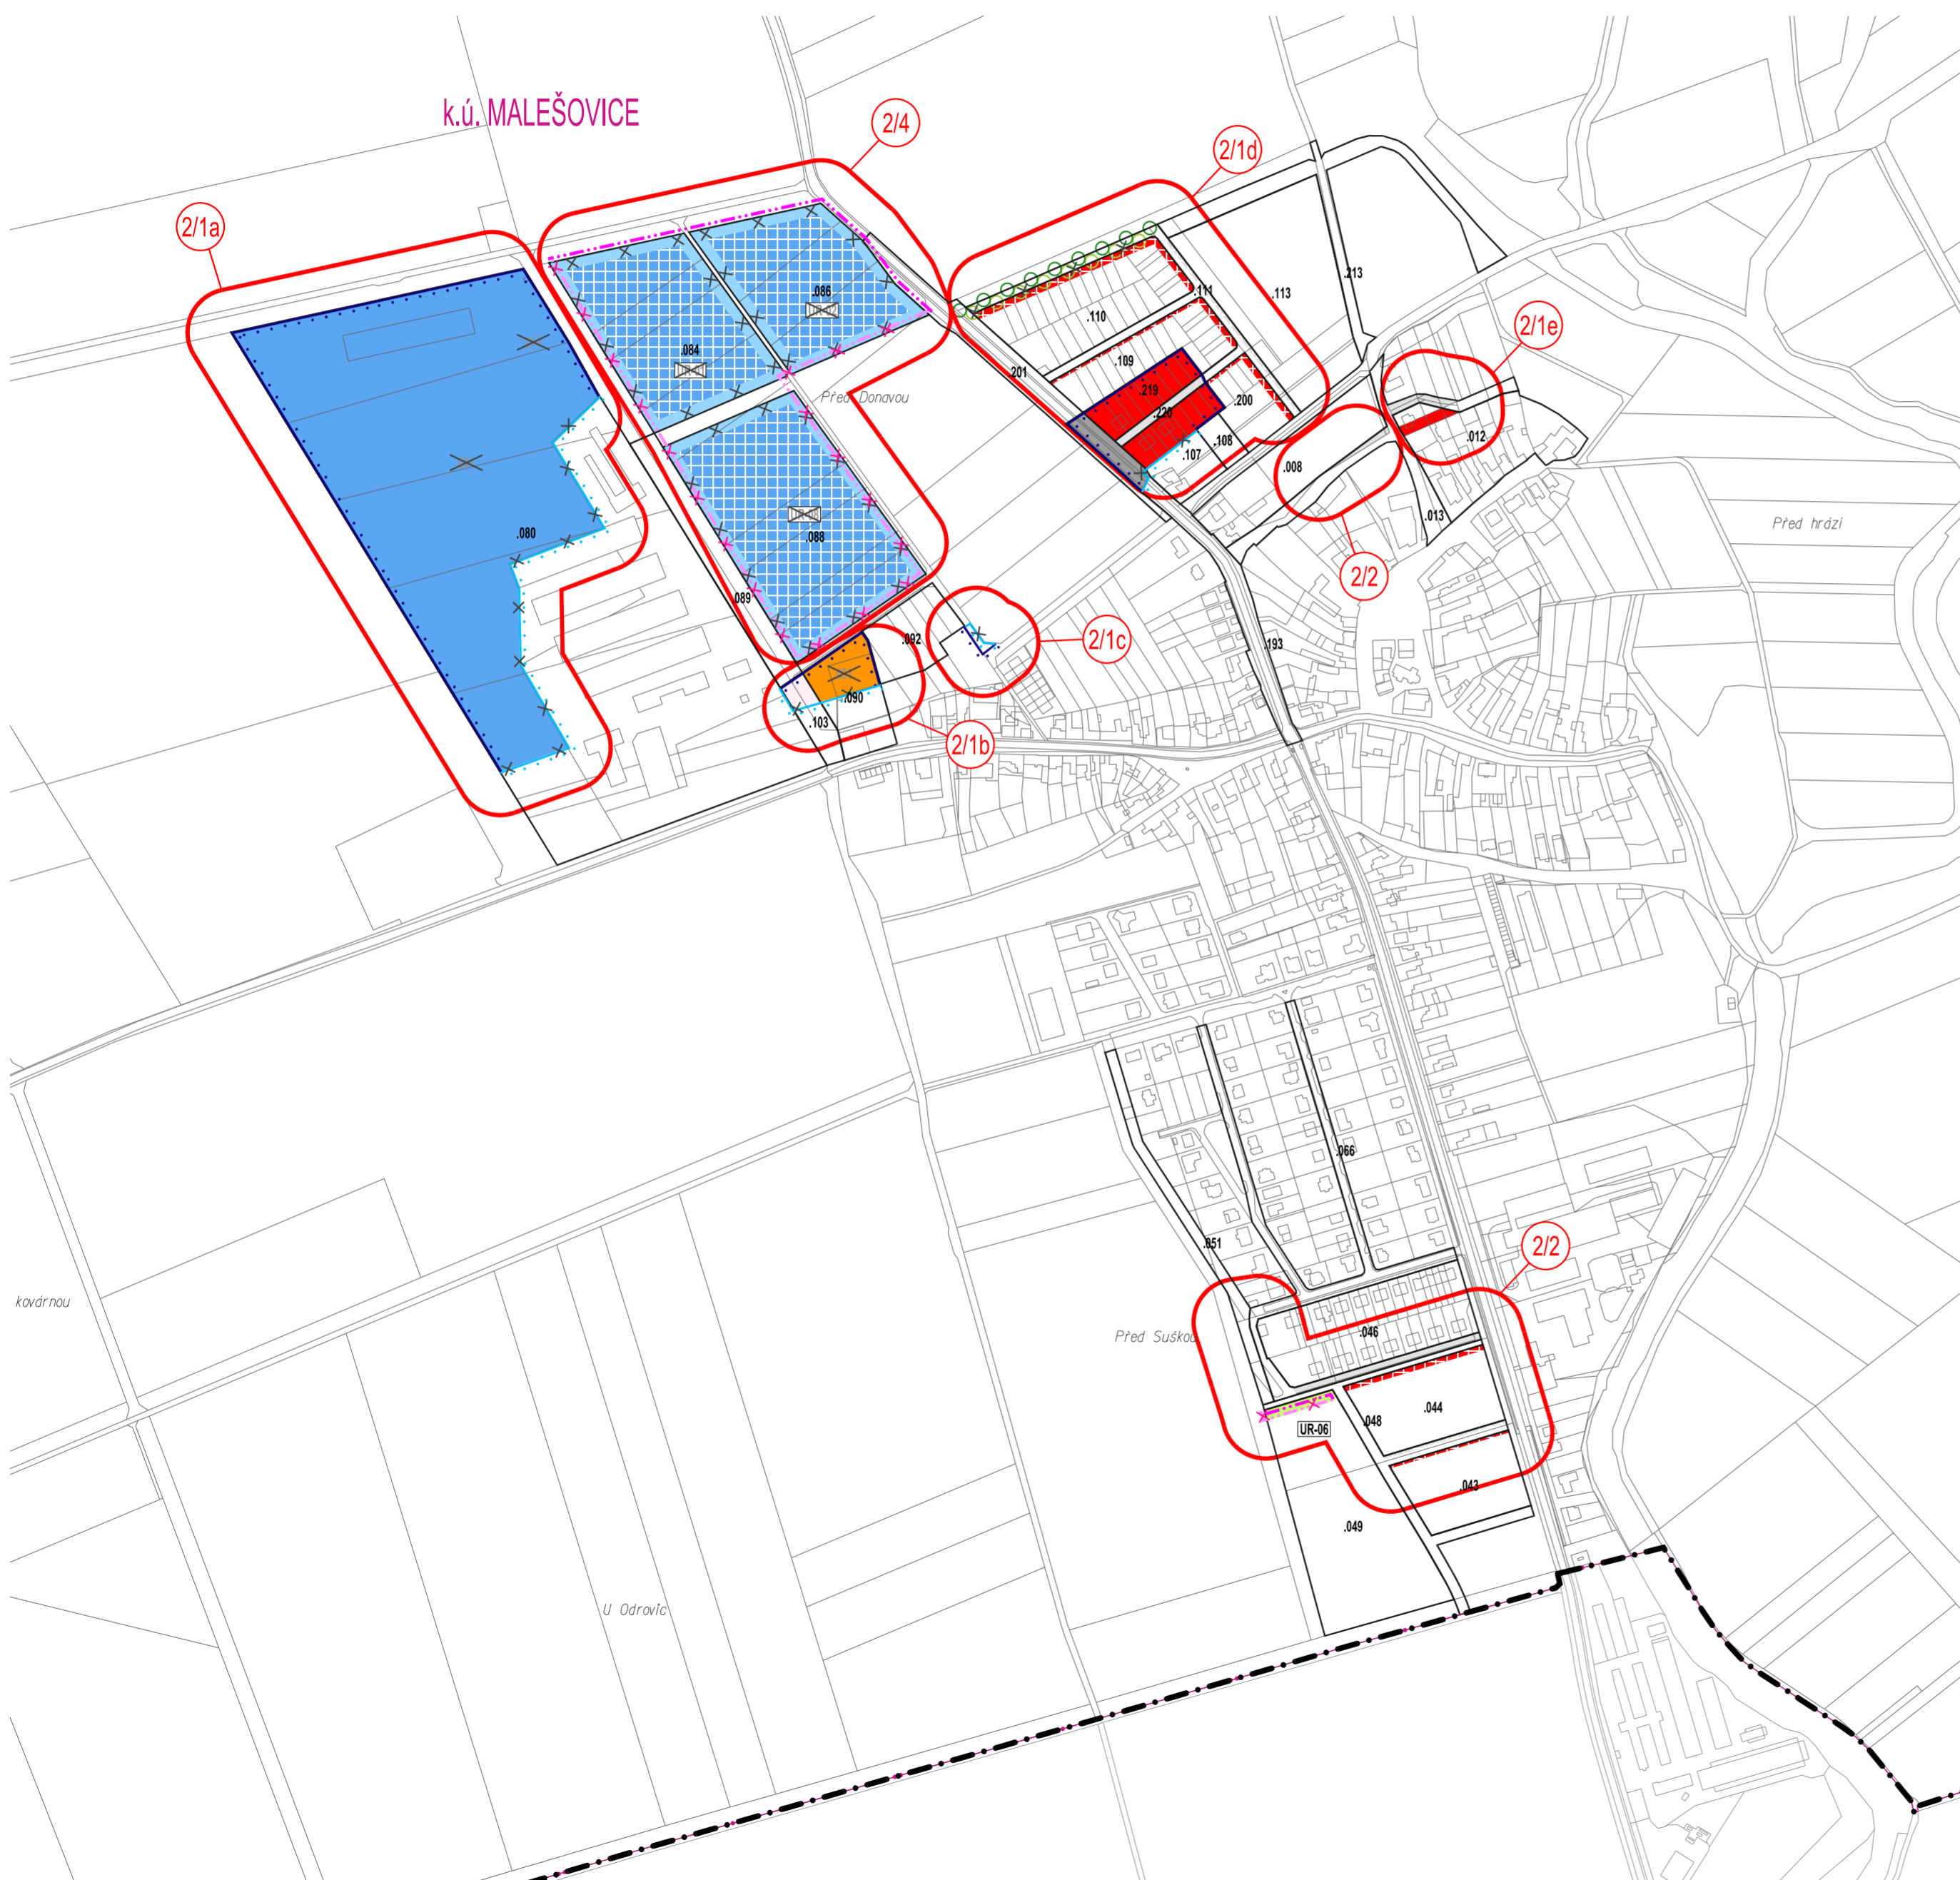 k.ú. MALEŠOVICE
2/4
2/1d
2/1a
.213
.086
.111
.113
.110
2/1e
.084
.109
201
Před Donavou
.219
.200
.220
.108
.012
.107
.008
.013
Před hrází
.080
.088
2/2
.089
.092
2/1c
.193
.090
.103
2/1b
.066
.051
2/2
kovárnou
Před Suškou
.046
.044
.048
UR-06
.043
.049
U Odrovic